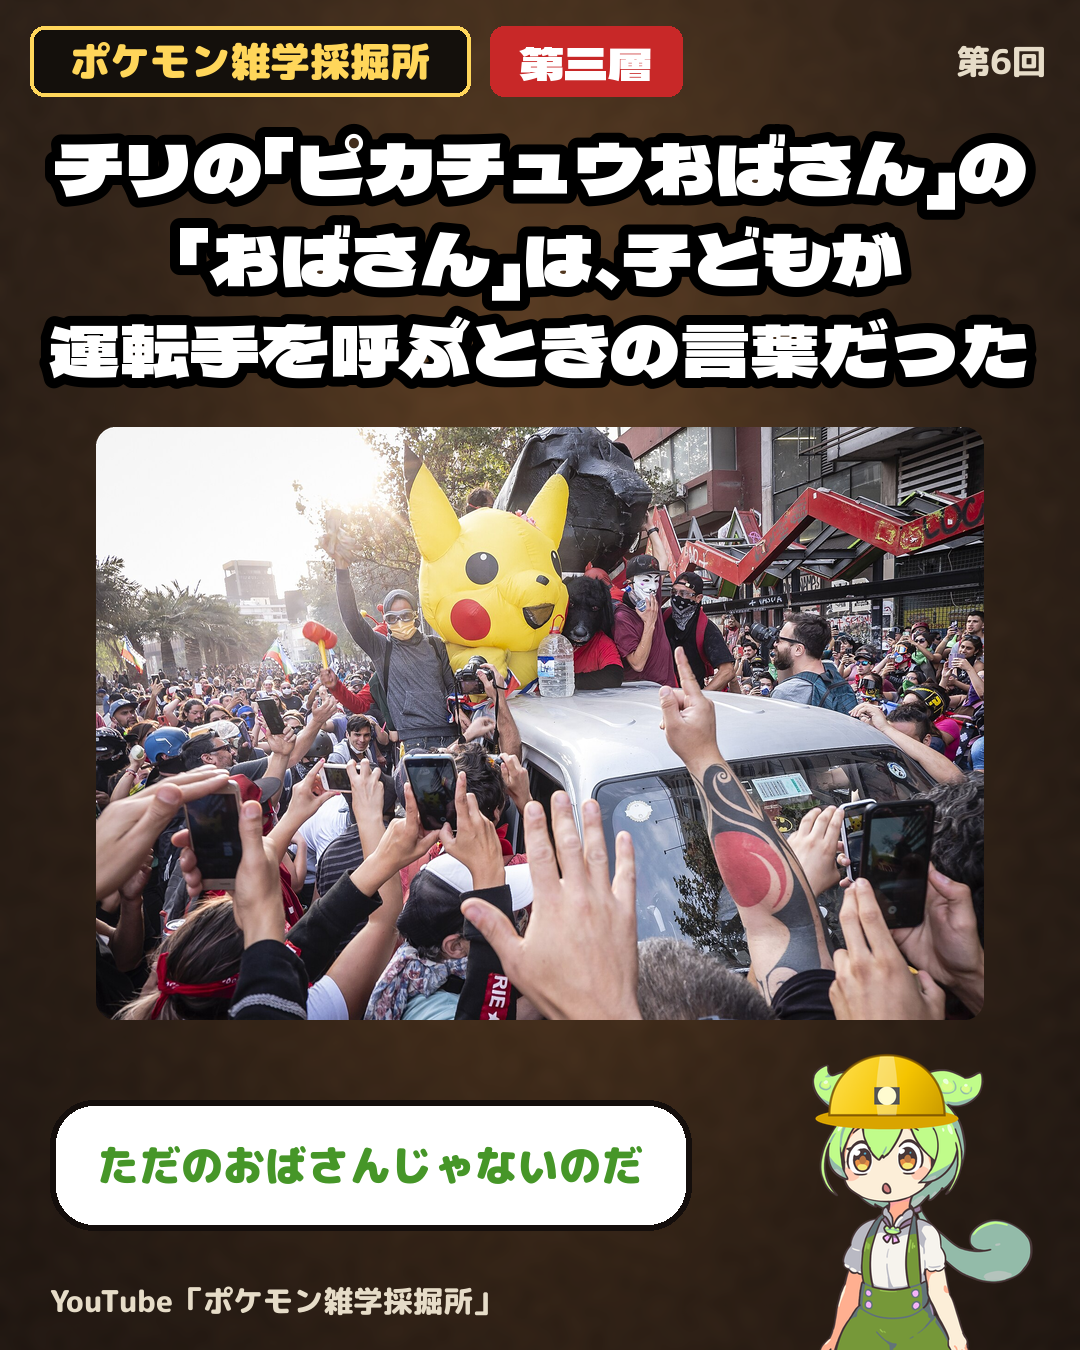 ポケモン雑学採掘所
第三層
第6回
チリの「ピカチュウおばさん」の
「おばさん」は、子どもが
運転手を呼ぶときの言葉だった
RIE
ただのおばさんじゃないのだ
YouTube「ポケモン雑学採掘所」